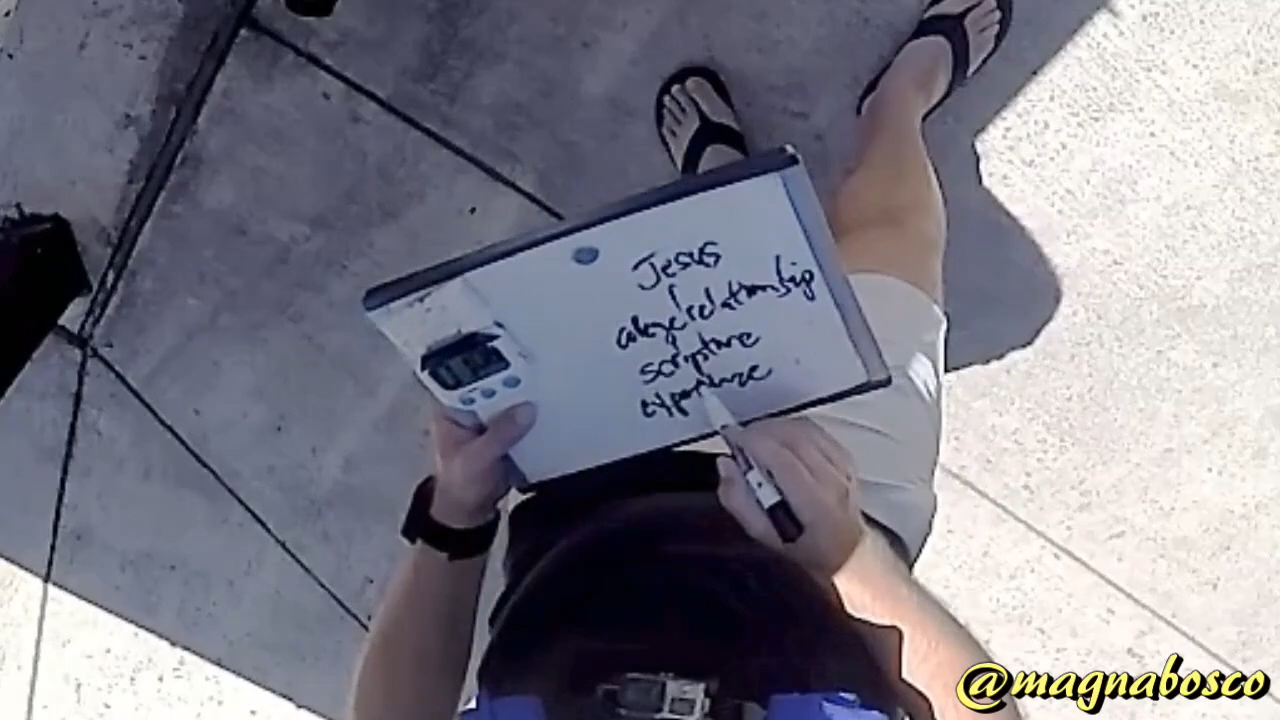 Jesus
relationship
scripture
experience
@magnabosco